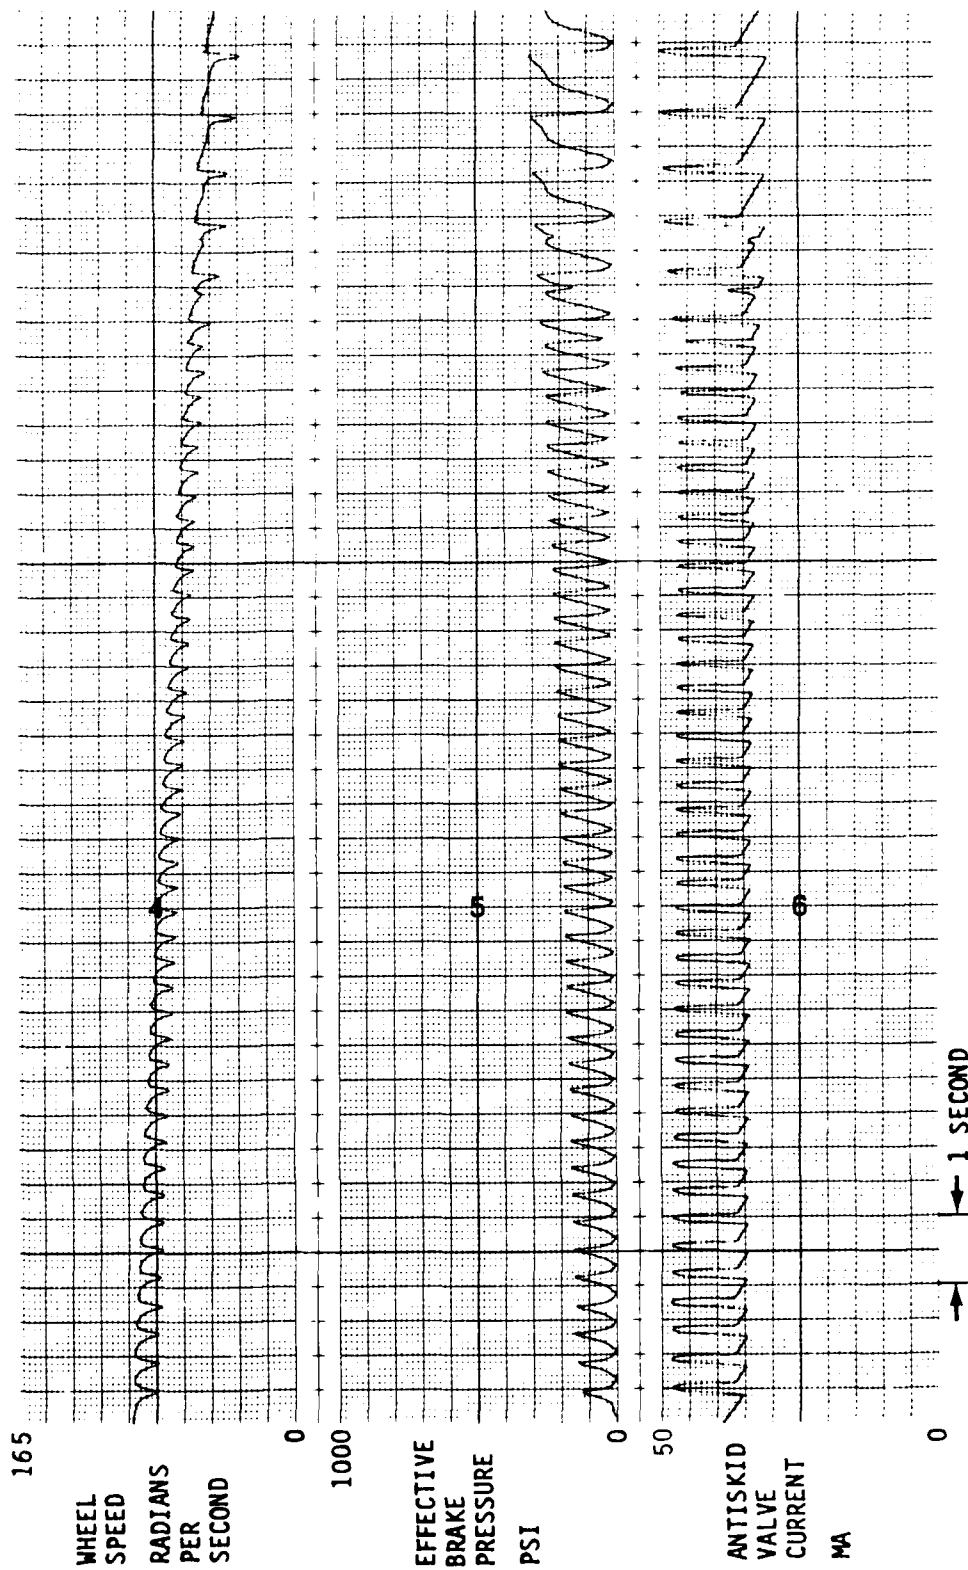 165
WHEEL
SPEED
RADIANS
PER
SECOND
0
4
1000
EFFECTIVE
BRAKE
PRESSURE
PSI
0
5
50
ANTISKID
VALVE
CURRENT
MA
0
6
1 SECOND